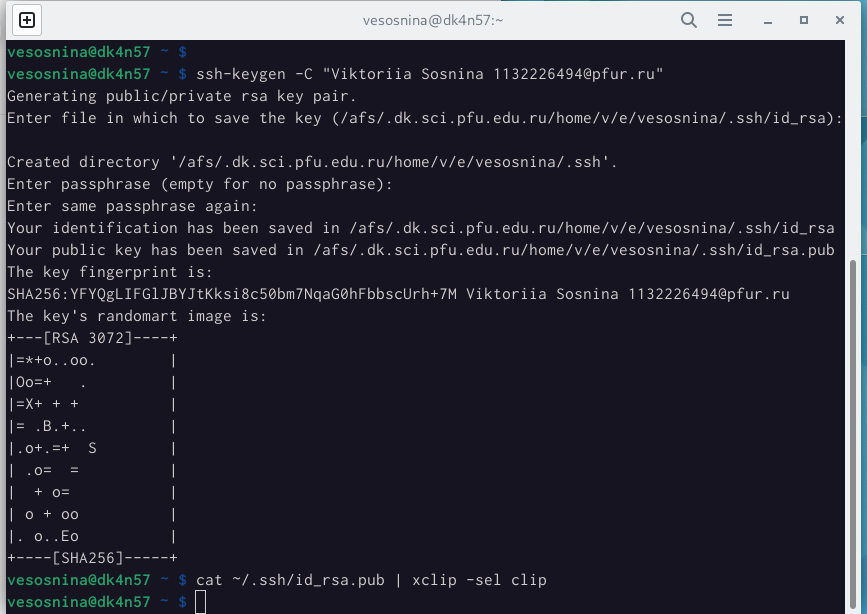 vesosnina@dk4n57:~
vesosnina@dk4n57 ~ $
vesosnina@dk4n57 ~ $ ssh-keygen -C "Viktoriia Sosnina 1132226494@pfur.ru"
Generating public/private rsa key pair.
Enter file in which to save the key (/afs/.dk.sci.pfu.edu.ru/home/v/e/vesosnina/.ssh/id_rsa):
Created directory '/afs/.dk.sci.pfu.edu.ru/home/v/e/vesosnina/.ssh'.
Enter passphrase (empty for no passphrase):
Enter same passphrase again:
Your identification has been saved in /afs/.dk.sci.pfu.edu.ru/home/v/e/vesosnina/.ssh/id_rsa
Your public key has been saved in /afs/.dk.sci.pfu.edu.ru/home/v/e/vesosnina/.ssh/id_rsa.pub
The key fingerprint is:
SHA256:YFYQgLIFGlJBYJtKksi8c50bm7NqaG0hFbbscUrh+7M Viktoriia Sosnina 1132226494@pfur.ru
The key's randomart image is:
+---[RSA 3072]----+
|=*+o..oo.        |
|Oo=+   .         |
|=X+ + +          |
|= .B.+..         |
|.o+.=+  S        |
| .o=  =          |
|  + o=           |
| o + oo          |
|. o..Eo          |
+----[SHA256]-----+
vesosnina@dk4n57 ~ $ cat ~/.ssh/id_rsa.pub | xclip -sel clip
vesosnina@dk4n57 ~ $